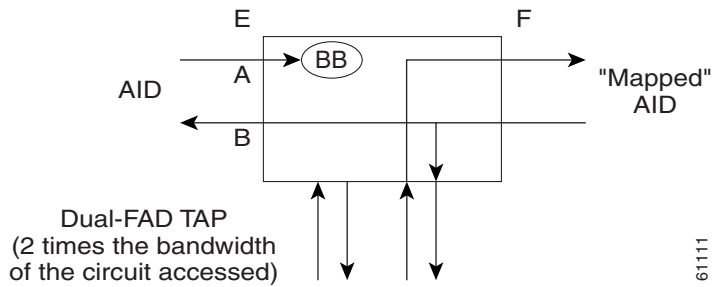 E
F
BB
A
AID
"Mapped"
AID
B
Dual-FAD TAP
(2 times the bandwidth
of the circuit accessed)
61111